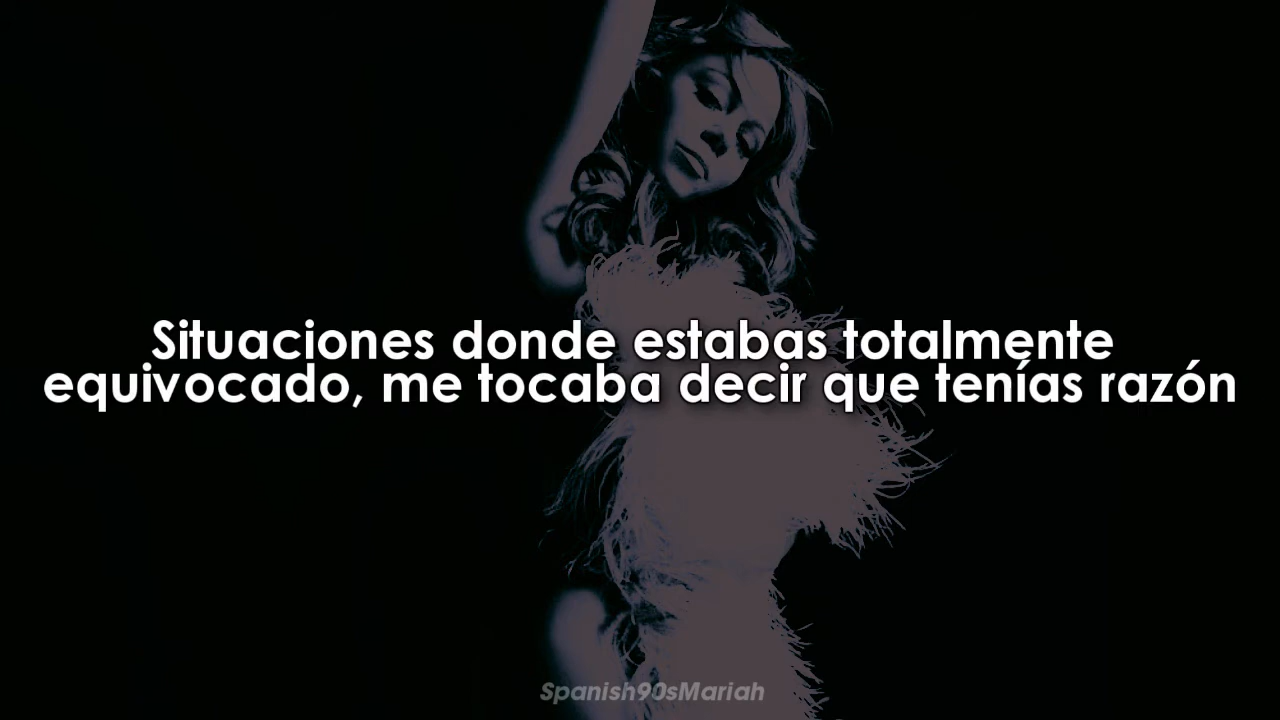 Situaciones donde estabas totalmente
equivocado, me tocaba decir que tenías razón
Spanish90sMariah